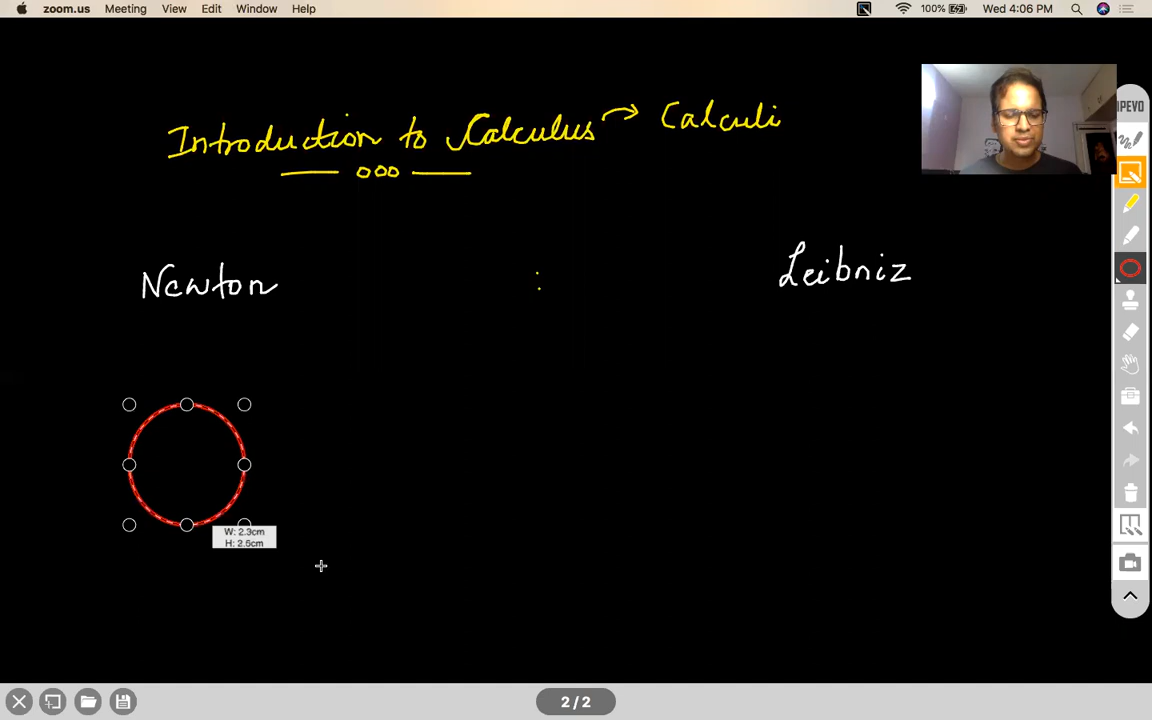 zoom.us Meeting View Edit Window Help 100% Wed 4:06 PM
Introduction to Calculus → Calculi
IPEVO
Newton : Leibniz
W: 2.3cm
H: 2.5cm
2 / 2